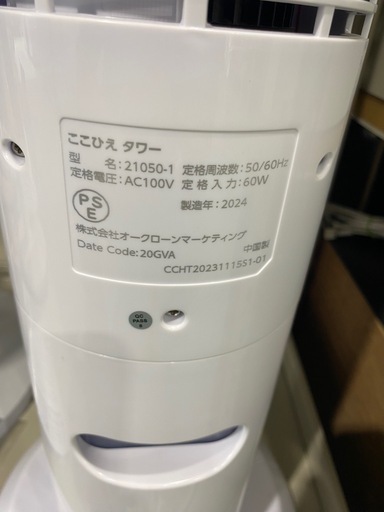 ここひえ タワー
型 名:21050-1 定格周波数:50/60Hz
定格電圧:AC100V 定格入力:60W
PS
E
製造年:2024
株式会社オークローンマーケティング
Date Code:20GVA 中国製
CCHT20231115S1-01
QC
PASS